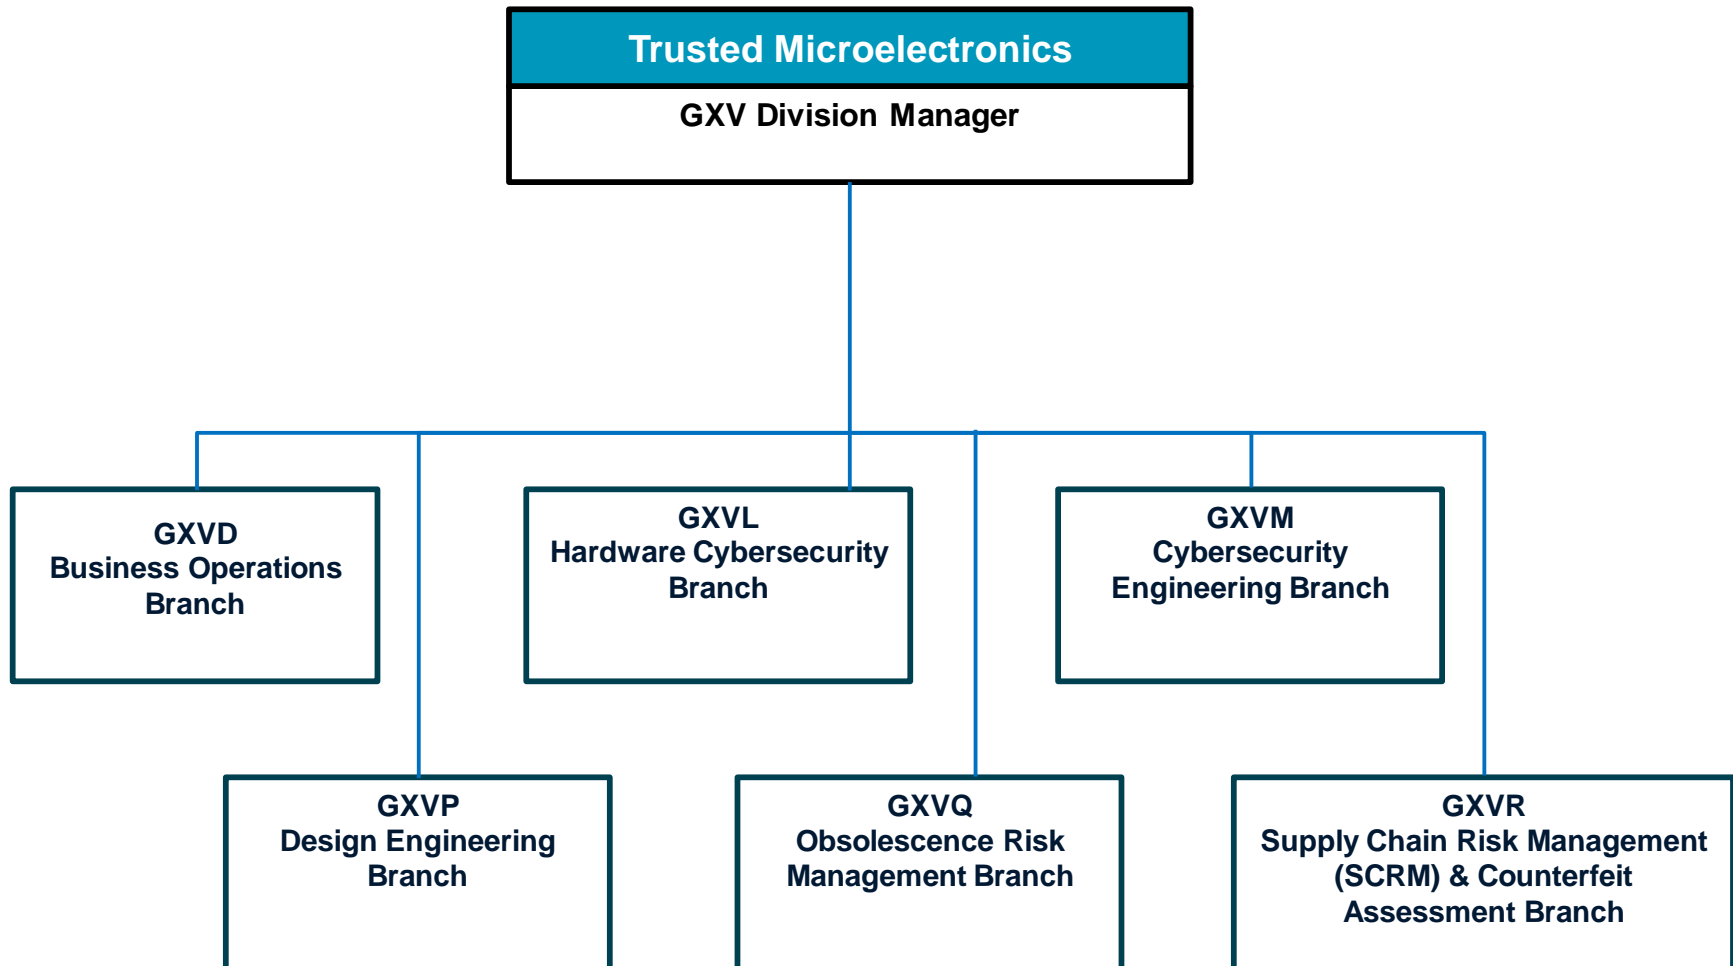 Trusted Microelectronics
GXV Division Manager
GXVD
Business Operations
Branch
GXVL
Hardware Cybersecurity
Branch
GXVM
Cybersecurity
Engineering Branch
GXVP
Design Engineering
Branch
GXVQ
Obsolescence Risk
Management Branch
GXVR
Supply Chain Risk Management
(SCRM) & Counterfeit
Assessment Branch